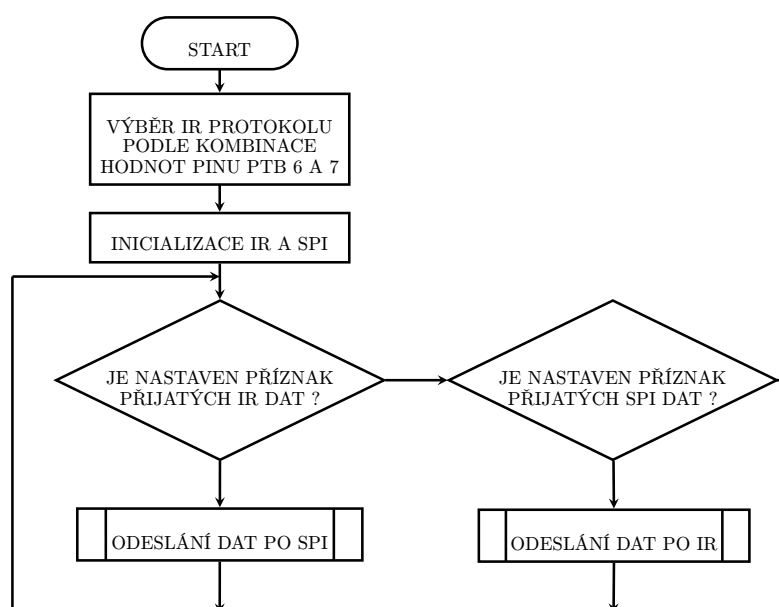 START
VÝBĚR IR PROTOKOLU
PODLE KOMBINACE
HODNOT PINU PTB 6 A 7
INICIALIZACE IR A SPI
JE NASTAVEN PŘÍZNAK
PŘIJATÝCH IR DAT ?
JE NASTAVEN PŘÍZNAK
PŘIJATÝCH SPI DAT ?
ODESLÁNÍ DAT PO SPI
ODESLÁNÍ DAT PO IR